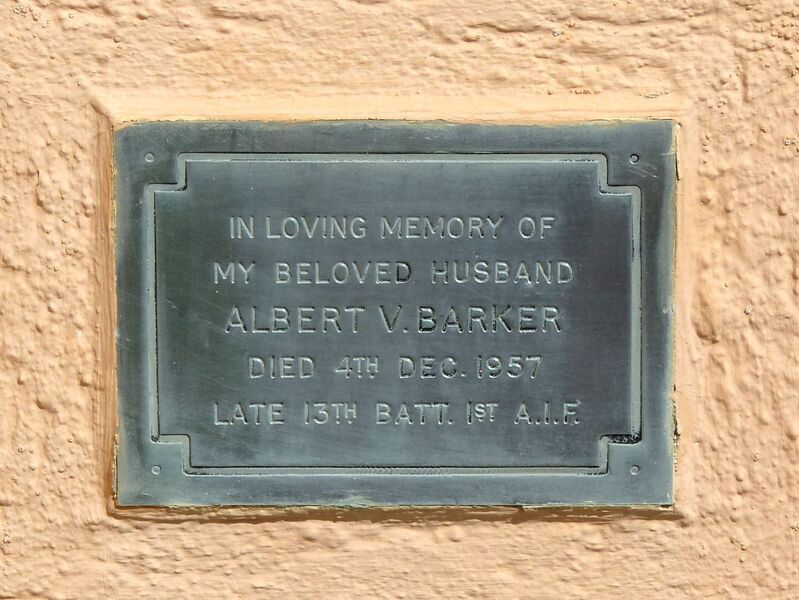 IN LOVING MEMORY OF
MY BELOVED HUSBAND
ALBERT V. BARKER
DIED 4TH DEC. 1957
LATE 13TH BATT. 1ST A.I.F.